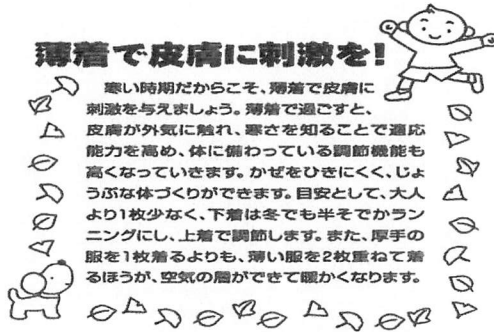 薄着で皮膚に刺激を!
寒い時期だからこそ、薄着で皮膚に
刺激を与えましょう。薄着で過ごすと、
皮膚が外気に触れ、寒さを知ることで適応
能力を高め、体に備わっている調節機能も
高くなっていきます。かぜをひきにくく、じょ
うぶな体づくりができます。目安として、大人
より1枚少なく、下着は冬でも半そでかラン
ニングにし、上着で調節します。また、厚手の
服を1枚着るよりも、薄い服を2枚重ねて着
るほうが、空気の層ができて暖かくなります。